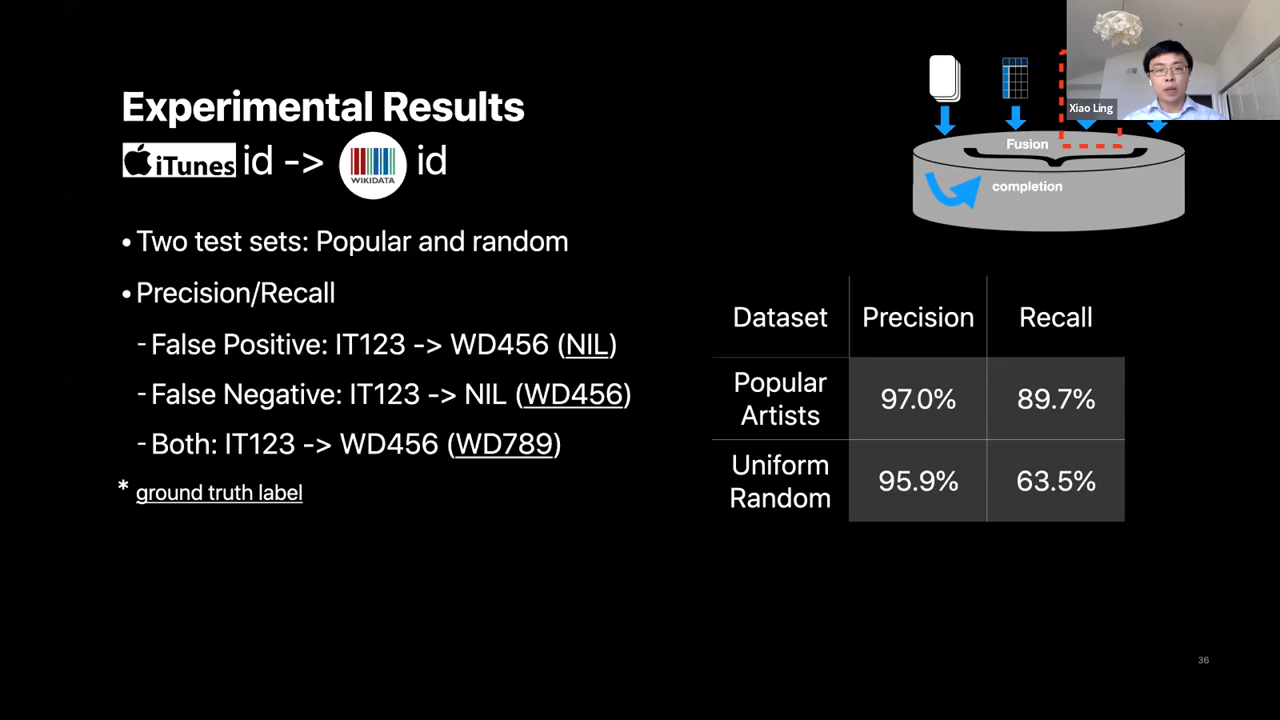 Experimental Results
iTunes id -> WIKIDATA id
• Two test sets: Popular and random
• Precision/Recall
- False Positive: IT123 -> WD456 (NIL)
- False Negative: IT123 -> NIL (WD456)
- Both: IT123 -> WD456 (WD789)
* ground truth label
Xiao Ling
Fusion
completion
Dataset Precision Recall
Popular
Artists
97.0% 89.7%
Uniform
Random
95.9% 63.5%
36